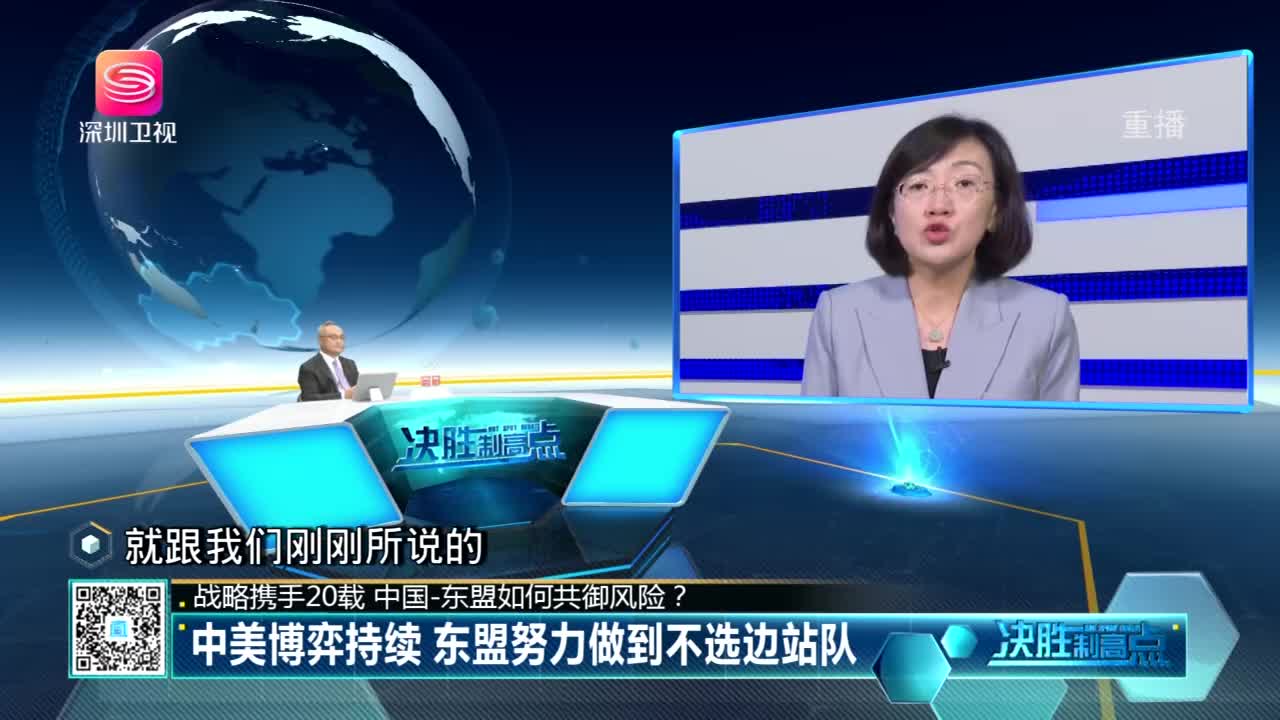 深圳卫视
重播
决胜制高点
就跟我们刚刚所说的
战略携手20载 中国-东盟如何共御风险？
中美博弈持续 东盟努力做到不选边站队
决胜制高点